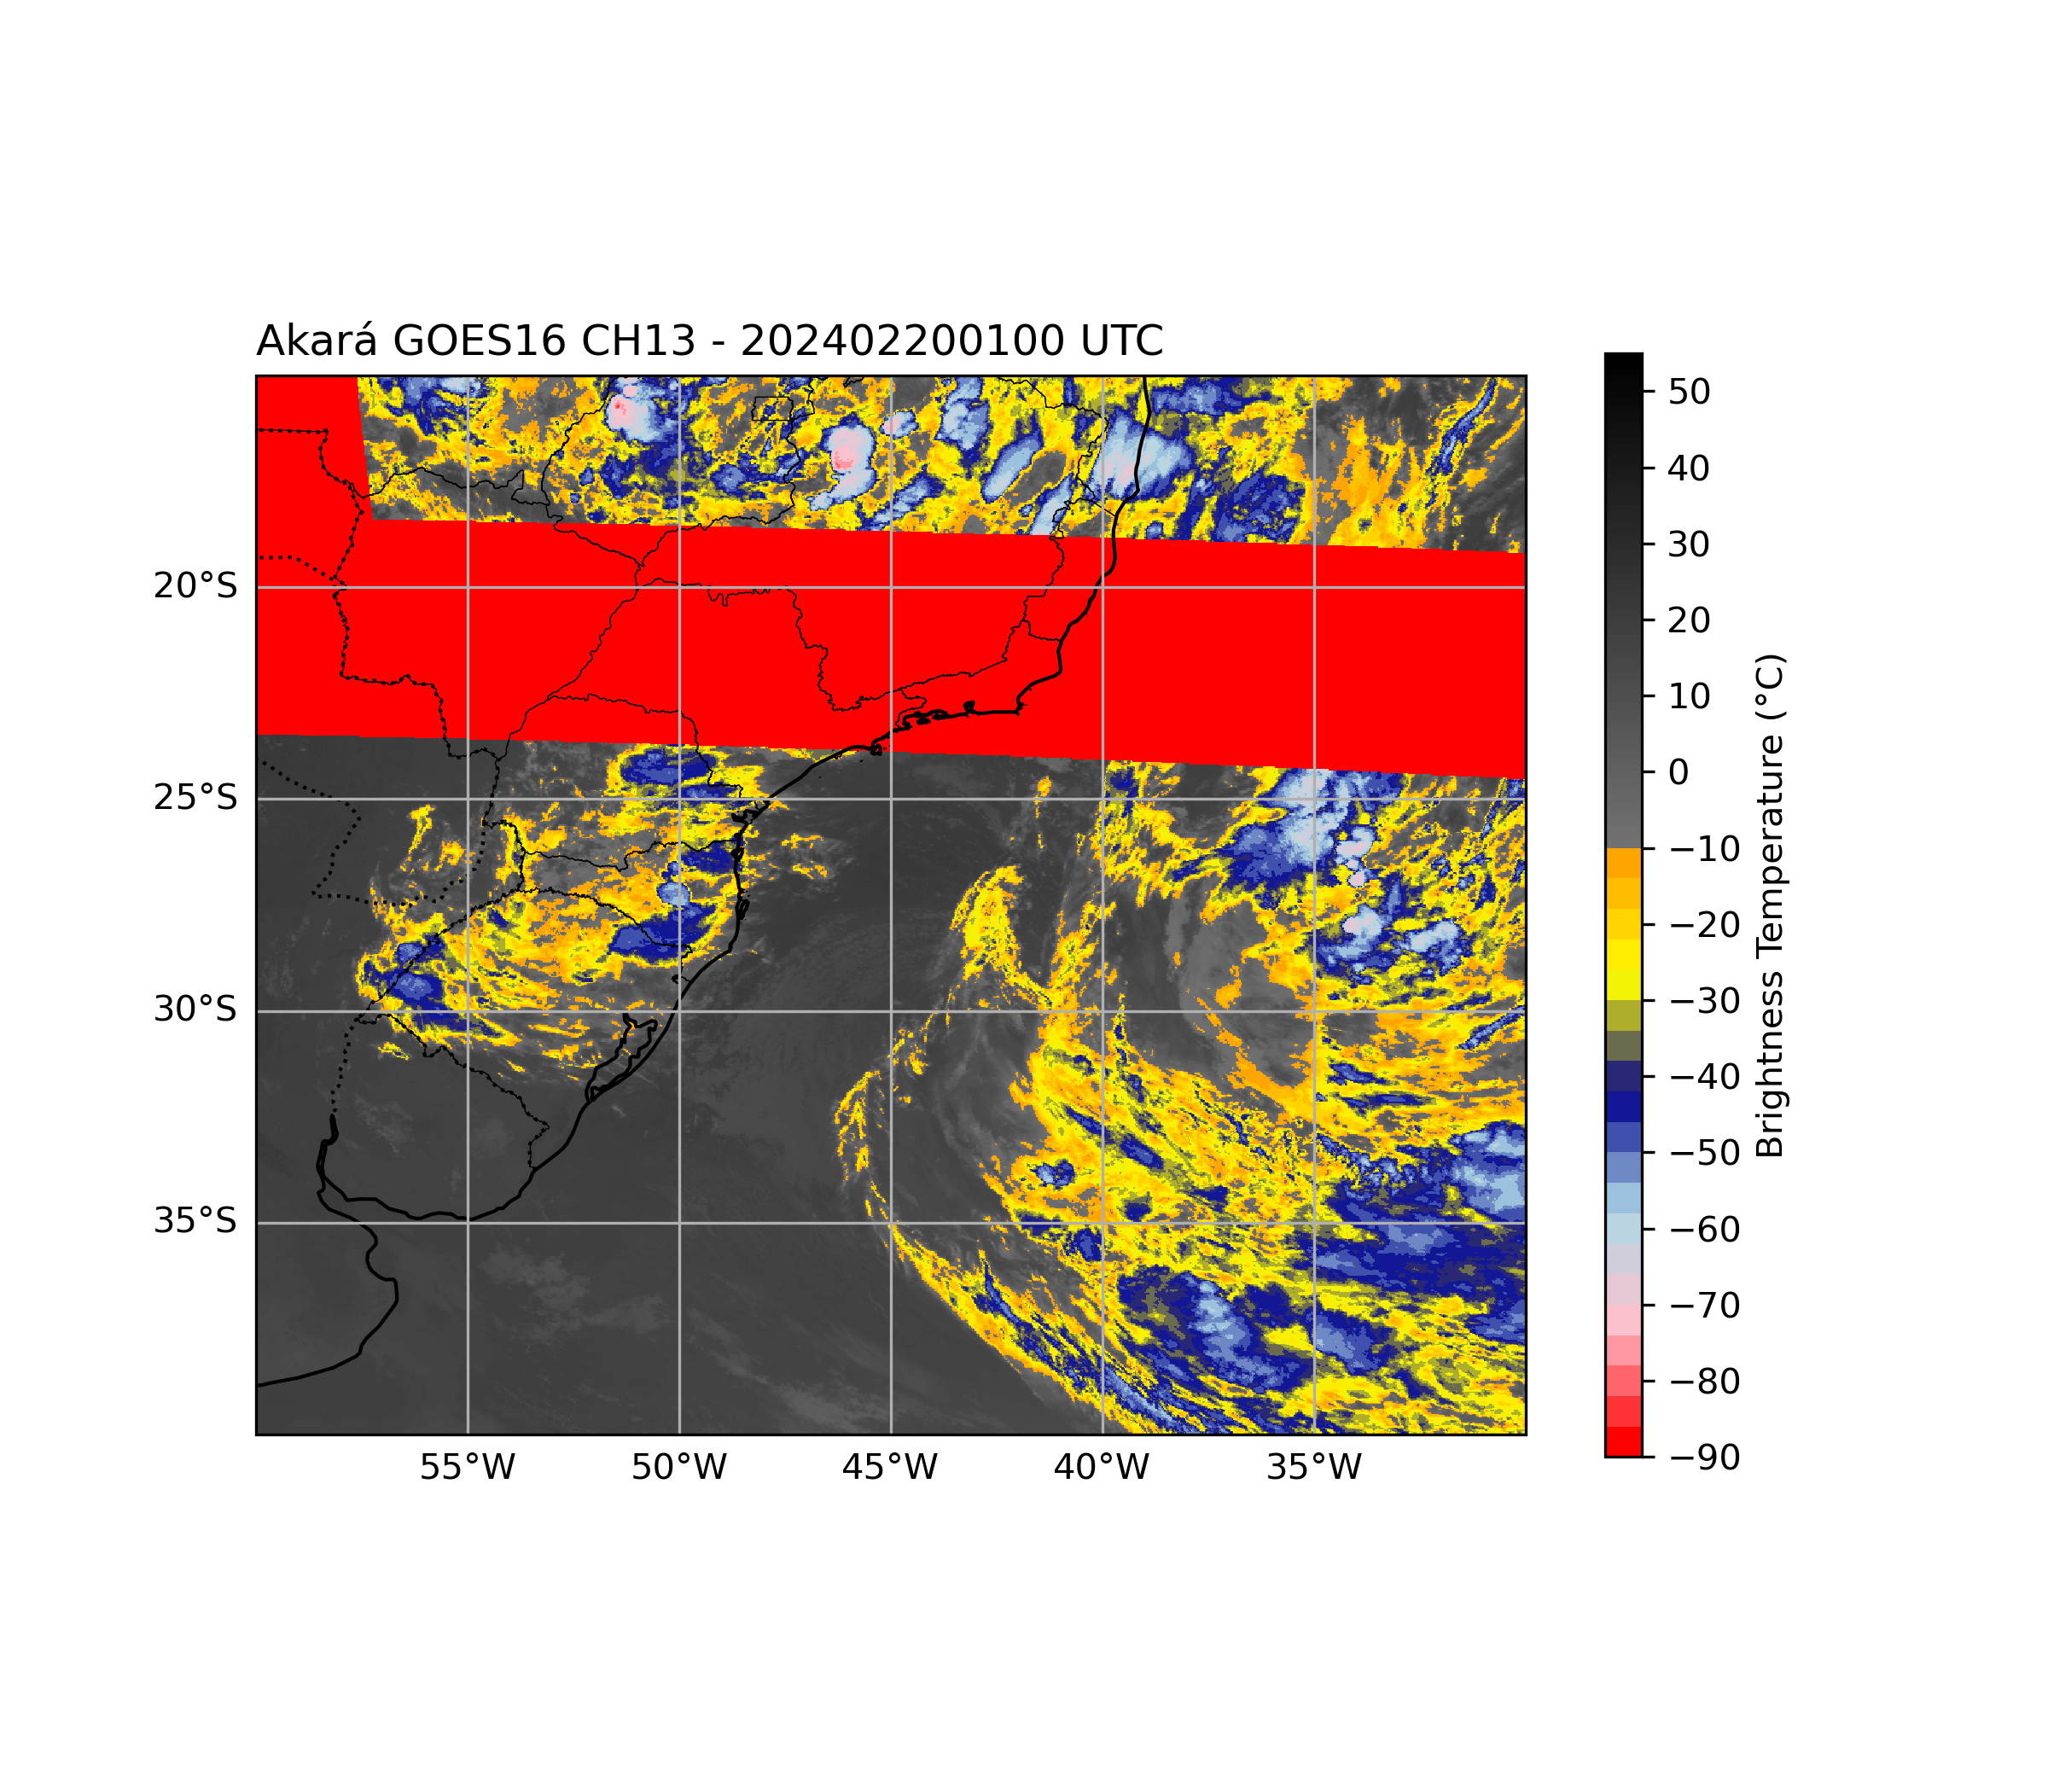 Akará GOES16 CH13 - 202402200100 UTC
20°S
25°S
30°S
35°S
55°W
50°W
45°W
40°W
35°W
50
40
30
20
10
0
−10
−20
−30
−40
−50
−60
−70
−80
−90
Brightness Temperature (°C)